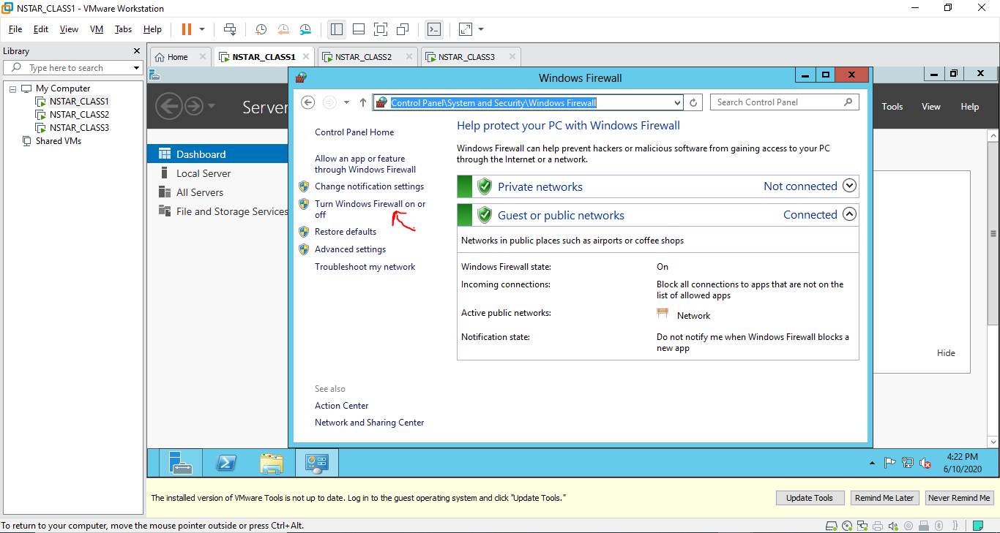 NSTAR_CLASS1 - VMware Workstation
File Edit View VM Tabs Help
Library
Type here to search
My Computer
NSTAR_CLASS1
NSTAR_CLASS2
NSTAR_CLASS3
Shared VMs
Home NSTAR_CLASS1 NSTAR_CLASS2 NSTAR_CLASS3
Server
Tools View Help
Dashboard
Local Server
All Servers
File and Storage Services
Hide
Windows Firewall
Control Panel\System and Security\Windows Firewall
Search Control Panel
Control Panel Home
Allow an app or feature
through Windows Firewall
Change notification settings
Turn Windows Firewall on or
off
Restore defaults
Advanced settings
Troubleshoot my network
See also
Action Center
Network and Sharing Center
Help protect your PC with Windows Firewall
Windows Firewall can help prevent hackers or malicious software from gaining access to your PC
through the Internet or a network.
Private networks Not connected
Guest or public networks Connected
Networks in public places such as airports or coffee shops
Windows Firewall state: On
Incoming connections: Block all connections to apps that are not on the
list of allowed apps
Active public networks: Network
Notification state: Do not notify me when Windows Firewall blocks a
new app
4:22 PM
6/10/2020
The installed version of VMware Tools is not up to date. Log in to the guest operating system and click "Update Tools."
Update Tools Remind Me Later Never Remind Me
To return to your computer, move the mouse pointer outside or press Ctrl+Alt.